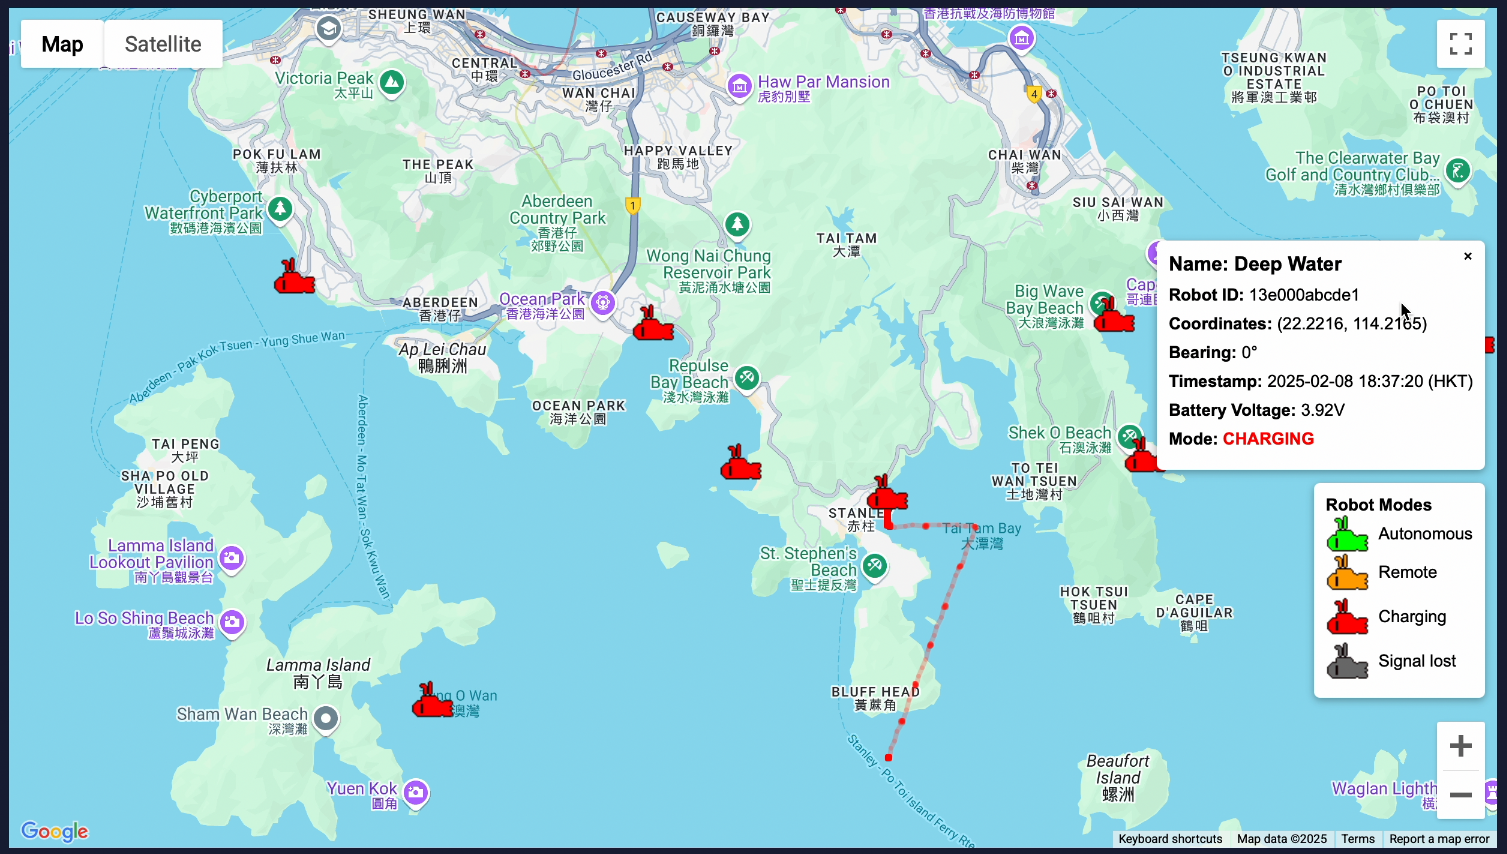 Map
Satellite
SHEUNG WAN
上環
CAUSEWAY BAY
銅鑼灣
香港抗戰及海防博物館
Victoria Peak
太平山
CENTRAL
中環
Gloucester Rd
WAN CHAI
灣仔
Haw Par Mansion
虎豹別墅
4
TSEUNG KWAN
O INDUSTRIAL
ESTATE
將軍澳工業邨
PO TOI
O CHUEN
布袋澳村
POK FU LAM
薄扶林
THE PEAK
山頂
HAPPY VALLEY
跑馬地
CHAI WAN
柴灣
The Clearwater Bay
Golf and Country Club...
清水灣鄉村俱樂部
Cyberport
Waterfront Park
數碼港海濱公園
Aberdeen
Country Park
香港仔
郊野公園
1
SIU SAI WAN
小西灣
TAI TAM
大潭
Wong Nai Chung
Reservoir Park
黃泥涌水塘公園
ABERDEEN
香港仔
Ocean Park
香港海洋公園
Big Wave
Bay Beach
大浪灣泳灘
Cap
Name: Deep Water
×
Robot ID: 13e000abcde1
Coordinates: (22.2216, 114.2165)
Bearing: 0°
Timestamp: 2025-02-08 18:37:20 (HKT)
Battery Voltage: 3.92V
Mode: CHARGING
Aberdeen - Pak Kok Tsuen - Yung Shue Wan
Ap Lei Chau
鴨脷洲
Repulse
Bay Beach
淺水灣泳灘
OCEAN PARK
海洋公園
Aberdeen - Mo Tat Wan - Sok Kwu Wan
Shek O Beach
石澳泳灘
TAI PENG
大坪
SHA PO OLD
VILLAGE
沙埔舊村
TO TEI
WAN TSUEN
土地灣村
STANLE
赤柱
Tai Tam Bay
大潭灣
Robot Modes
Autonomous
Remote
Charging
Signal lost
Lamma Island
Lookout Pavilion
南丫島觀景台
St. Stephen's
Beach
聖士提反灣
Lo So Shing Beach
蘆鬚城泳灘
HOK TSUI
TSUEN
鶴咀村
CAPE
D'AGUILAR
鶴咀
Lamma Island
南丫島
ng O Wan
澳灣
BLUFF HEAD
黃蔴角
Sham Wan Beach
深灣灘
Stanley - Po Toi Island Ferry Rte
Yuen Kok
圓角
Beaufort
Island
螺洲
Waglan Lighth
橫
Google
Keyboard shortcuts
Map data ©2025
Terms
Report a map error